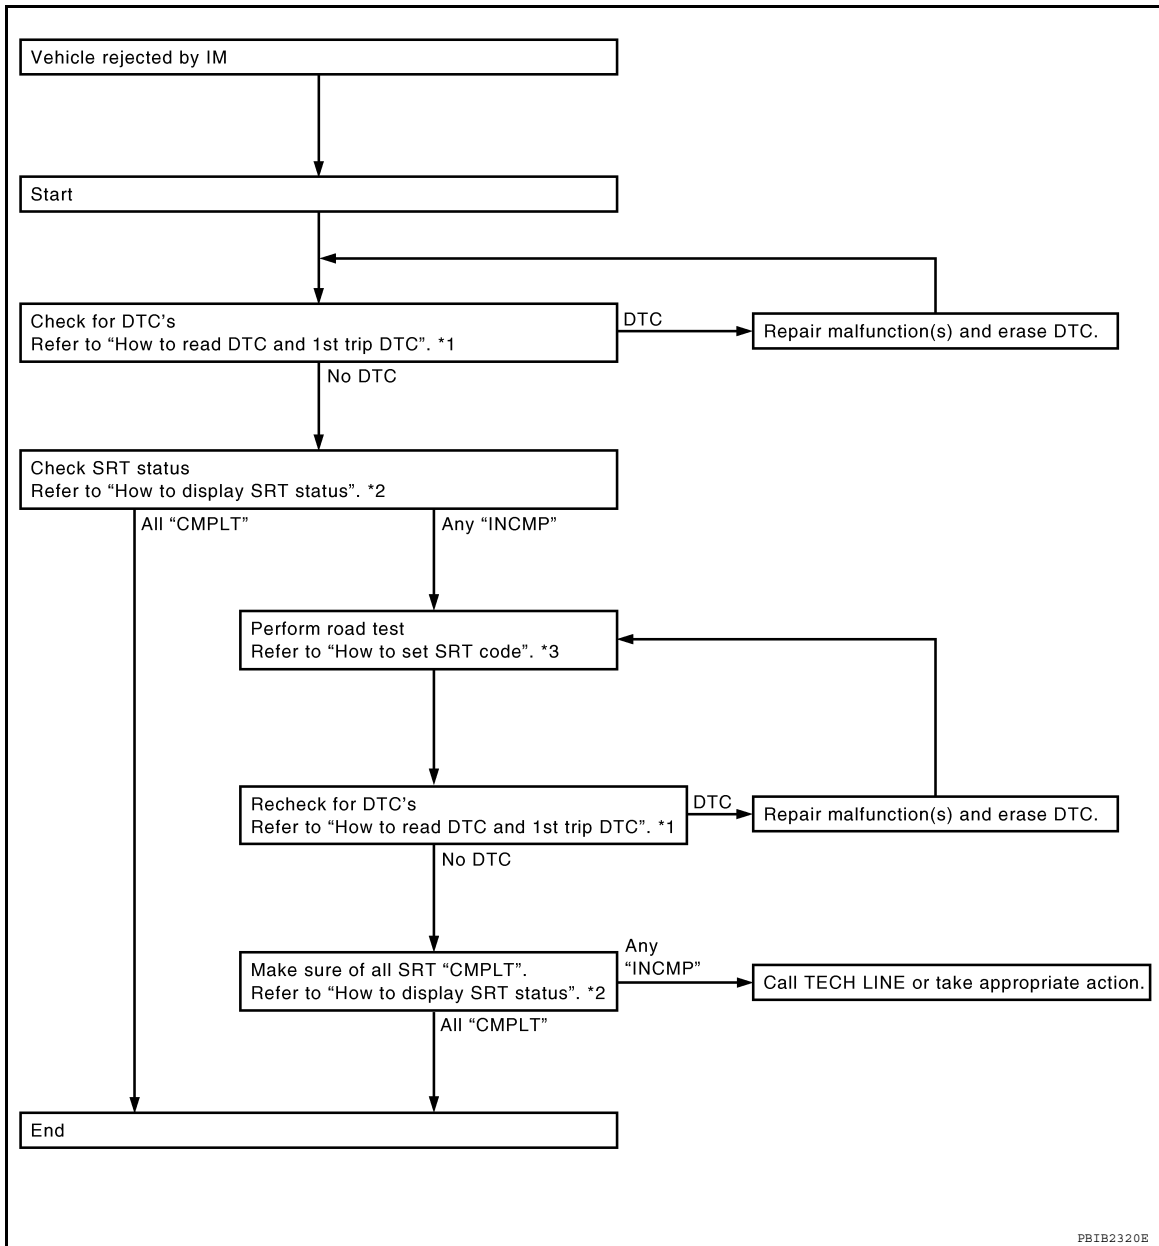 Vehicle rejected by IM
Start
Check for DTC's
Refer to “How to read DTC and 1st trip DTC”. *1
DTC
Repair malfunction(s) and erase DTC.
No DTC
Check SRT status
Refer to “How to display SRT status”. *2
All “CMPLT”
Any “INCMP”
Perform road test
Refer to “How to set SRT code”. *3
Recheck for DTC's
Refer to “How to read DTC and 1st trip DTC”. *1
DTC
Repair malfunction(s) and erase DTC.
No DTC
Make sure of all SRT “CMPLT”.
Refer to “How to display SRT status”. *2
Any
“INCMP”
Call TECH LINE or take appropriate action.
All “CMPLT”
End
PBIB2320E